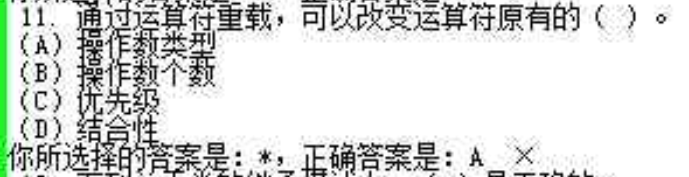 11. 通过运算符重载，可以改变运算符原有的（ ）。
(A) 操作数类型
(B) 操作数个数
(C) 优先级
(D) 结合性
你所选择的答案是：*，正确答案是：A ×